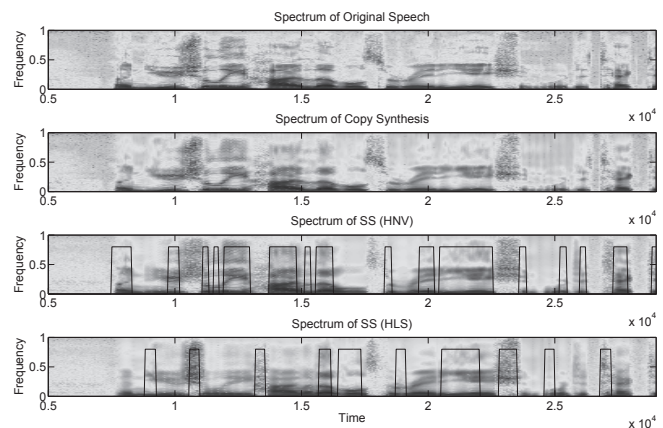 Spectrum of Original Speech
Frequency
1
0.5
0
0.5 1 1.5 2 2.5
x 10^4
Spectrum of Copy Synthesis
Frequency
1
0.5
0
0.5 1 1.5 2 2.5
x 10^4
Spectrum of SS (HNV)
Frequency
1
0.5
0
0.5 1 1.5 2 2.5
x 10^4
Spectrum of SS (HLS)
Frequency
1
0.5
0
0.5 1 1.5 2 2.5
Time
x 10^4